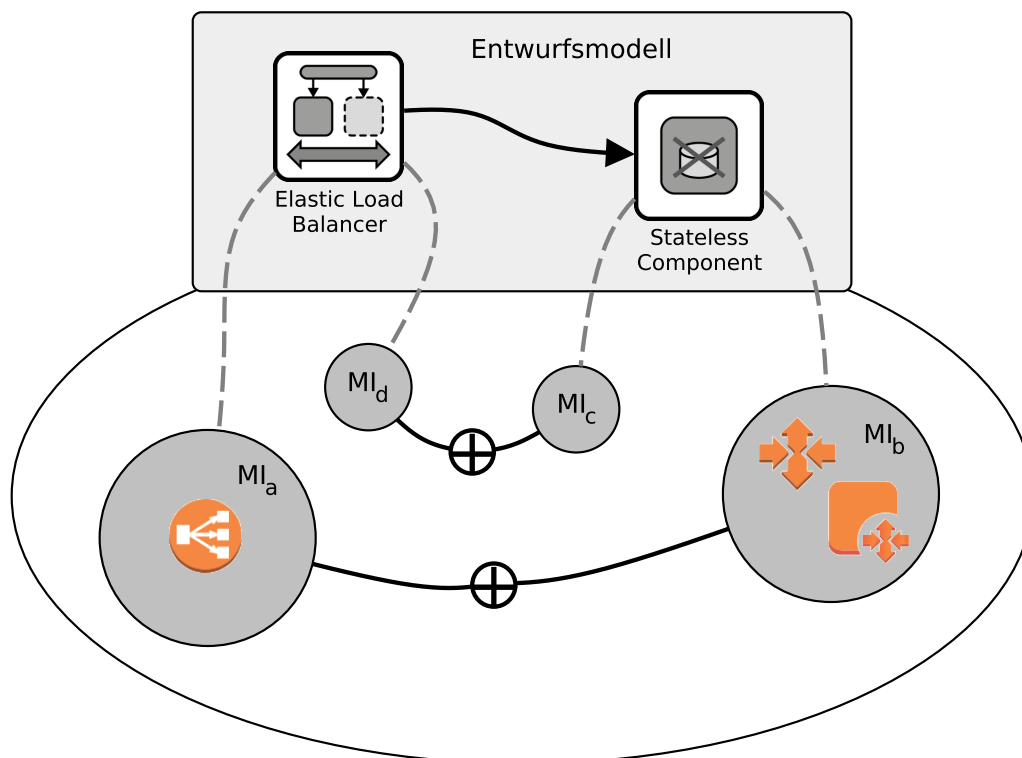 Entwurfsmodell
Elastic Load
Balancer
Stateless
Component
MId
MIc
MIa
MIb